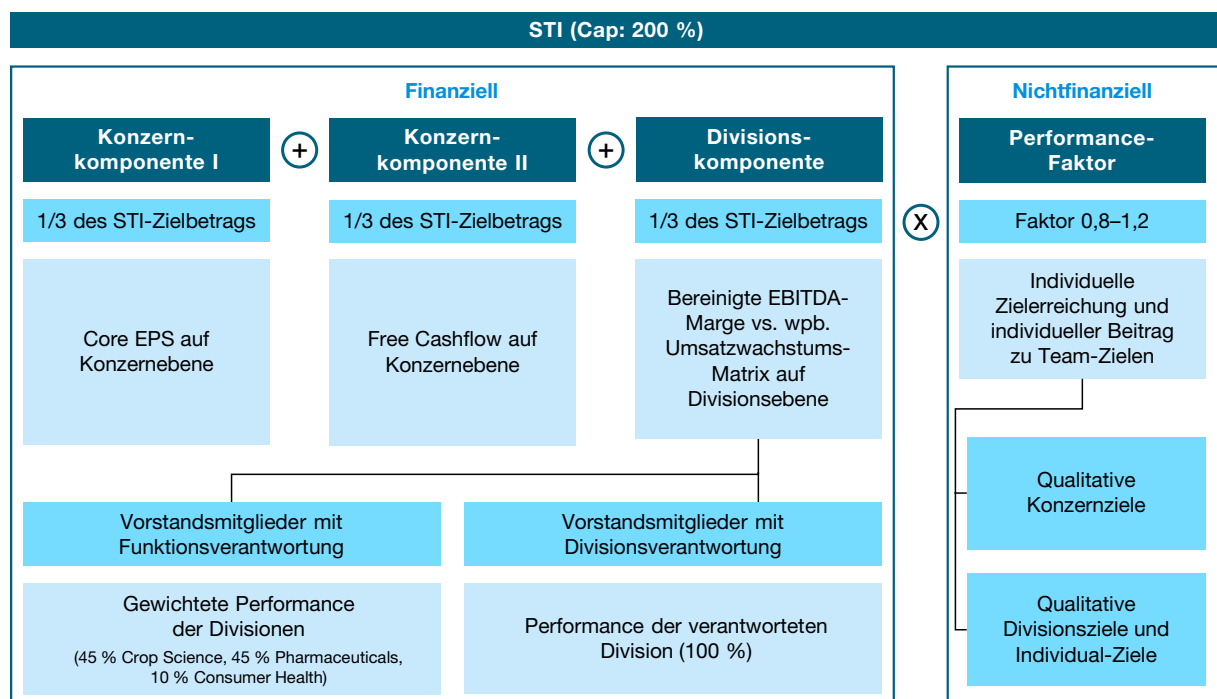 STI (Cap: 200 %)
Finanziell
Konzern-
komponente I
+
Konzern-
komponente II
+
Divisions-
komponente
1/3 des STI-Zielbetrags
1/3 des STI-Zielbetrags
1/3 des STI-Zielbetrags
Core EPS auf
Konzernebene
Free Cashflow auf
Konzernebene
Bereinigte EBITDA-
Marge vs. wpb.
Umsatzwachstums-
Matrix auf
Divisionsebene
Vorstandsmitglieder mit
Funktionsverantwortung
Vorstandsmitglieder mit
Divisionsverantwortung
Gewichtete Performance
der Divisionen
(45 % Crop Science, 45 % Pharmaceuticals,
10 % Consumer Health)
Performance der verantworteten
Division (100 %)
X
Nichtfinanziell
Performance-
Faktor
Faktor 0,8–1,2
Individuelle
Zielerreichung und
individueller Beitrag
zu Team-Zielen
Qualitative
Konzernziele
Qualitative
Divisionsziele und
Individual-Ziele